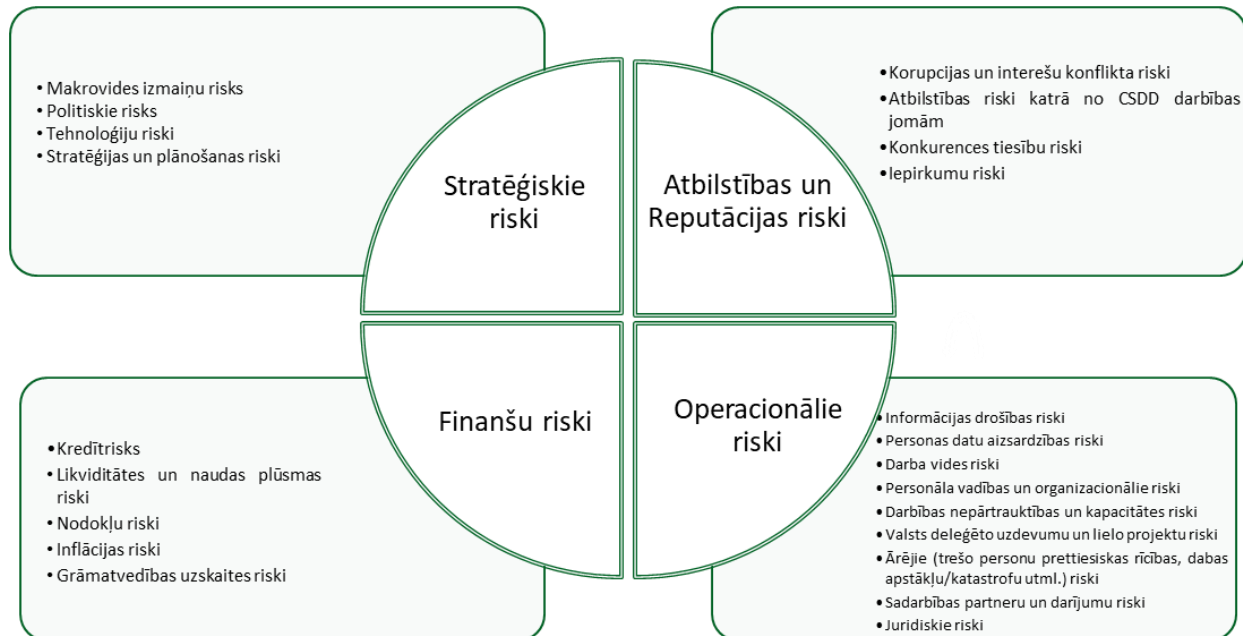 • Makrovides izmaiņu risks
• Politiskie risks
• Tehnoloģiju riski
• Stratēģijas un plānošanas riski
Stratēģiskie
riski
Atbilstības un
Reputācijas riski
•Korupcijas un interešu konflikta riski
•Atbilstības riski katrā no CSDD darbības
jomām
•Konkurences tiesību riski
•Iepirkumu riski
•Kredītrisks
• Likviditātes un naudas plūsmas
riski
• Nodokļu riski
• Inflācijas riski
• Grāmatvedības uzskaites riski
Finanšu riski
Operacionālie
riski
• Informācijas drošības riski
• Personas datu aizsardzības riski
• Darba vides riski
• Personāla vadības un organizacionālie riski
• Darbības nepārtrauktības un kapacitātes riski
• Valsts deleģēto uzdevumu un lielo projektu riski
• Ārējie (trešo personu prettiesiskas rīcības, dabas
apstākļu/katastrofu utml.) riski
• Sadarbības partneru un darījumu riski
• Juridiskie riski